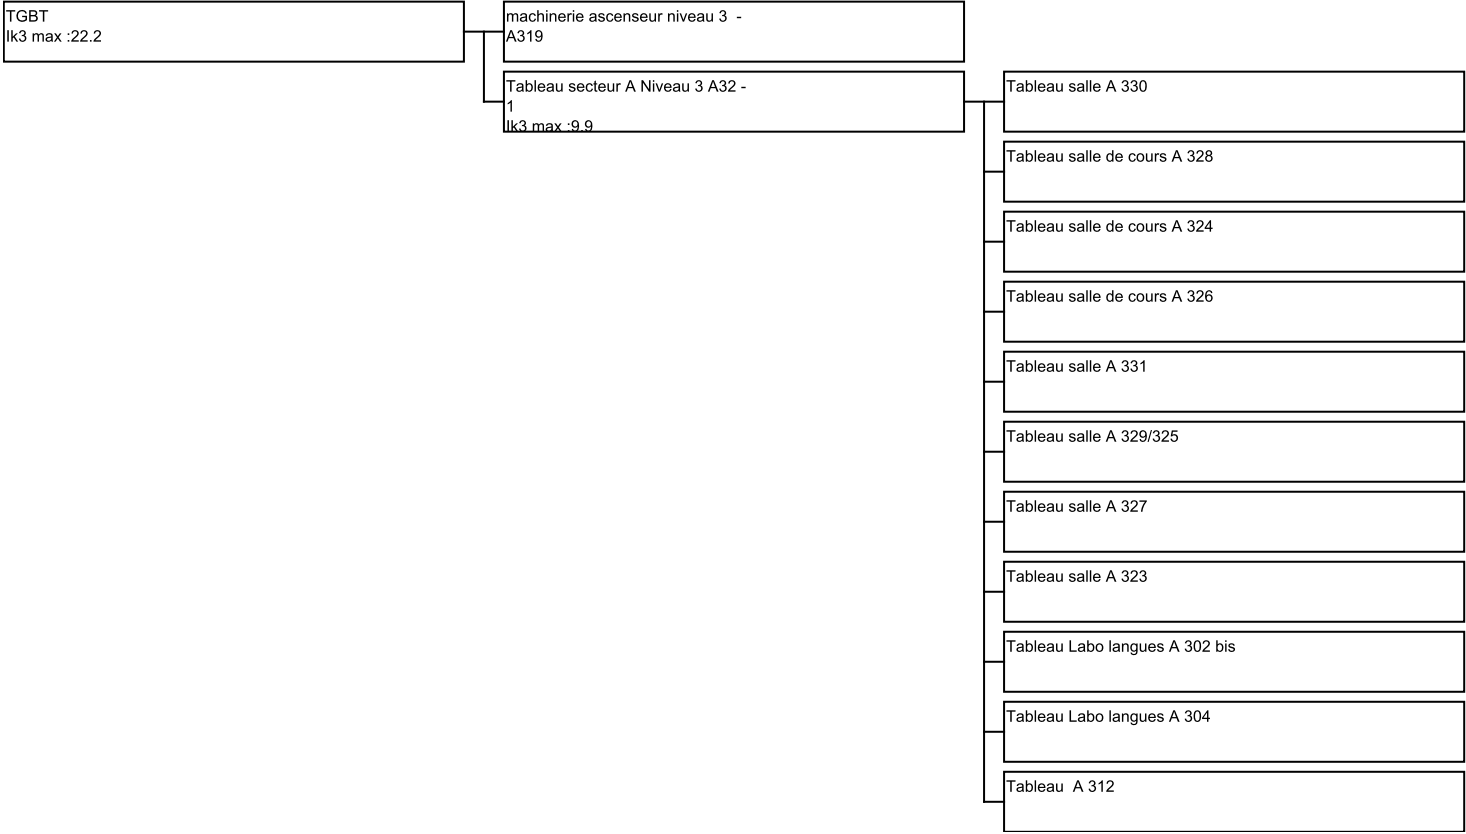 TGBT
Ik3 max :22.2
machinerie ascenseur niveau 3  -
A319
Tableau secteur A Niveau 3 A32 -
1
Ik3 max :9.9
Tableau salle A 330
Tableau salle de cours A 328
Tableau salle de cours A 324
Tableau salle de cours A 326
Tableau salle A 331
Tableau salle A 329/325
Tableau salle A 327
Tableau salle A 323
Tableau Labo langues A 302 bis
Tableau Labo langues A 304
Tableau  A 312